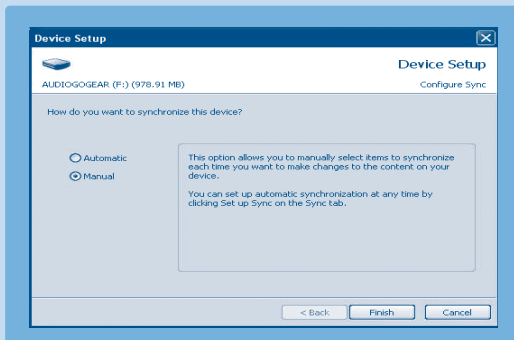 Device Setup
Device Setup
AUDIOGOGEAR (F:) (978.91 MB)
Configure Sync
How do you want to synchronize this device?
Automatic
Manual
This option allows you to manually select items to synchronize
each time you want to make changes to the content on your
device.
You can set up automatic synchronization at any time by
clicking Set up Sync on the Sync tab.
< Back
Finish
Cancel